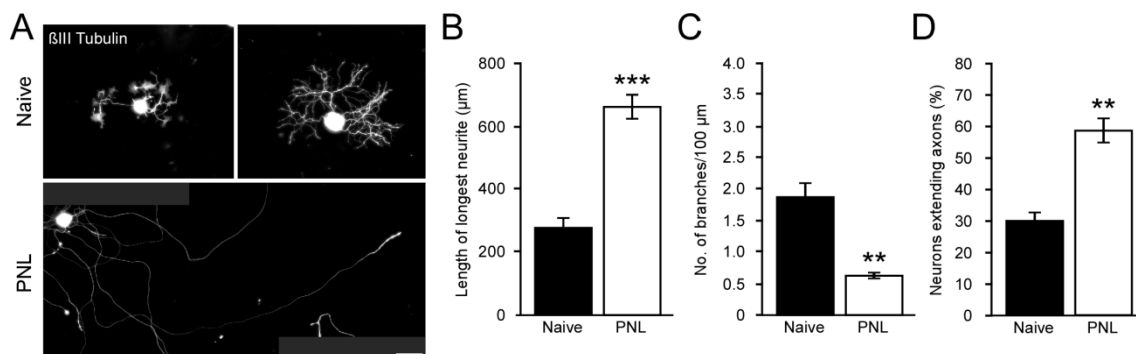 A
ßIII Tubulin
Naive
PNL
B
Length of longest neurite (µm)
800
600
400
200
0
***
Naive
PNL
C
No. of branches/100 µm
4.0
3.5
3.0
2.5
2.0
1.5
1.0
0.5
0
**
Naive
PNL
D
Neurons extending axons (%)
80
70
60
50
40
30
20
10
0
**
Naive
PNL